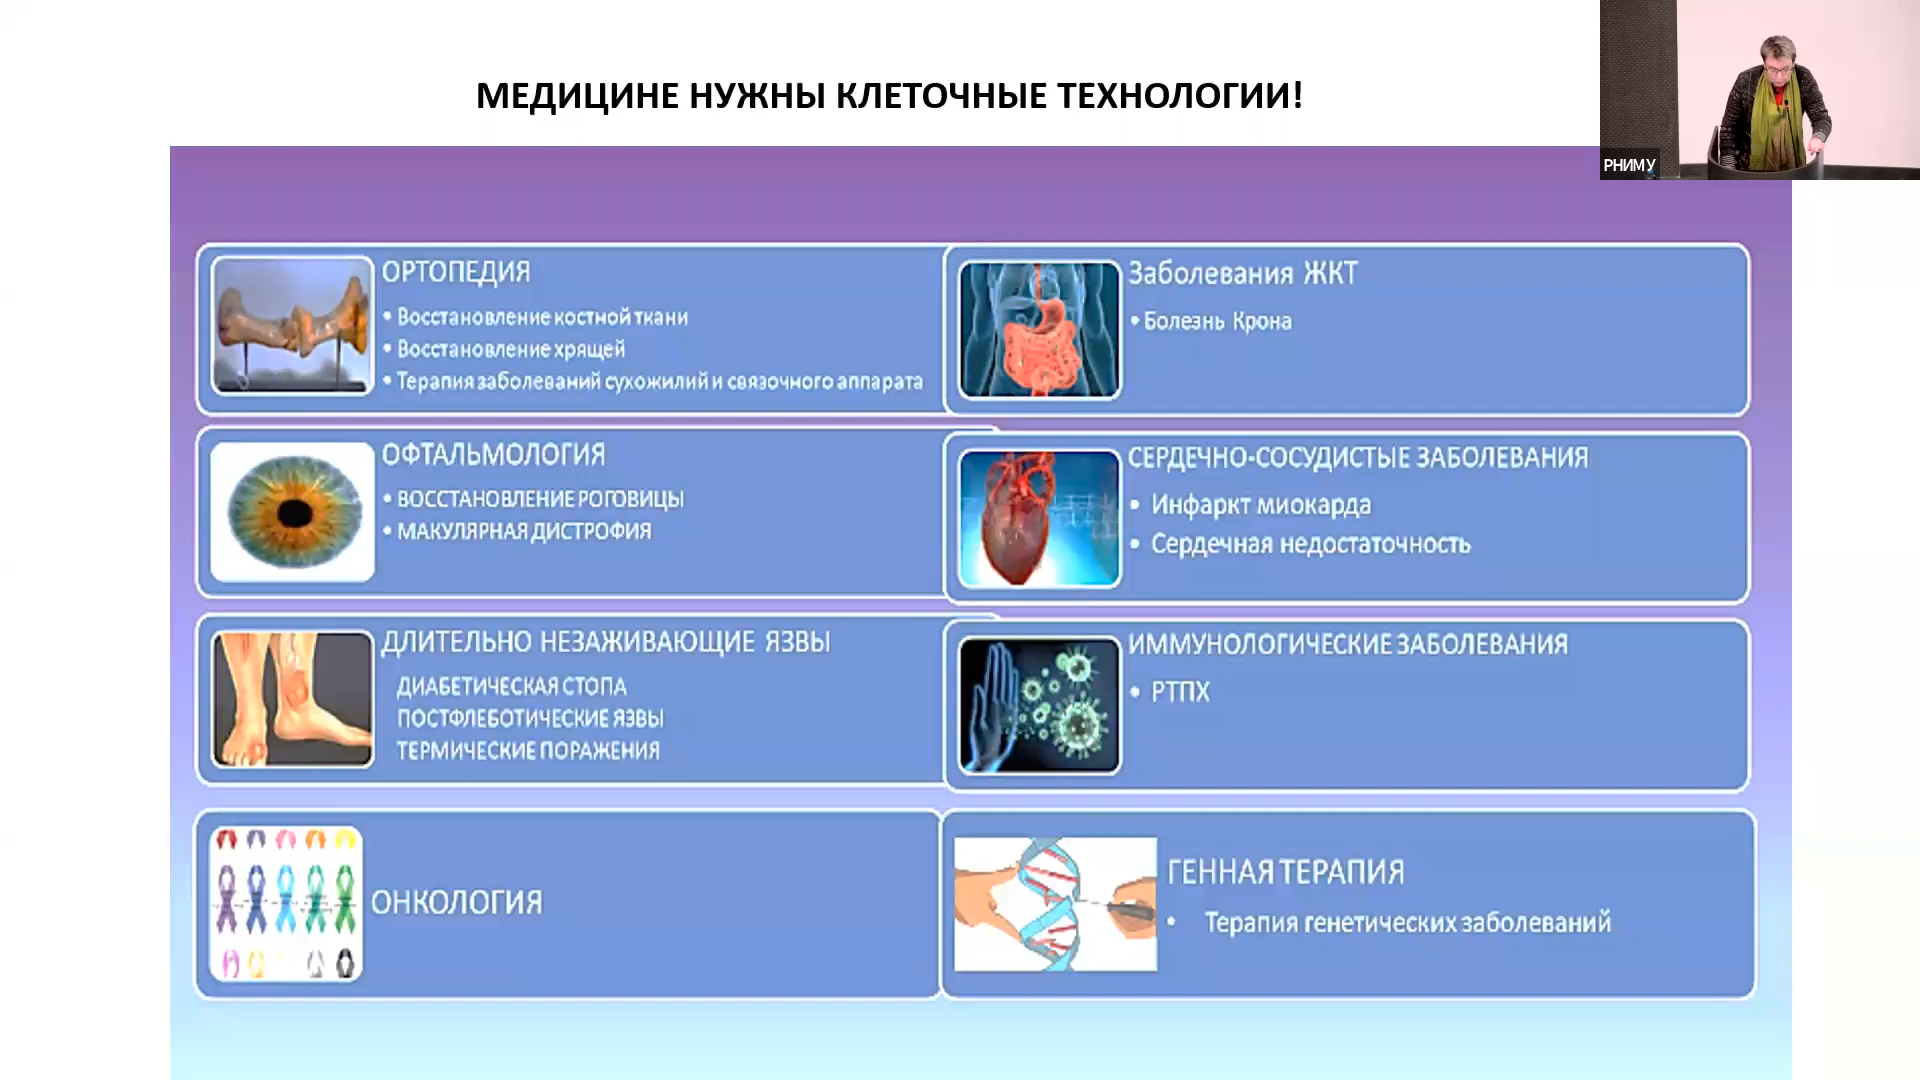 МЕДИЦИНЕ НУЖНЫ КЛЕТОЧНЫЕ ТЕХНОЛОГИИ!
РНИМУ
ОРТОПЕДИЯ
• Восстановление костной ткани
• Восстановление хрящей
• Терапия заболеваний сухожилий и связочного аппарата
Заболевания ЖКТ
• Болезнь Крона
ОФТАЛЬМОЛОГИЯ
• ВОССТАНОВЛЕНИЕ РОГОВИЦЫ
• МАКУЛЯРНАЯ ДИСТРОФИЯ
СЕРДЕЧНО-СОСУДИСТЫЕ ЗАБОЛЕВАНИЯ
• Инфаркт миокарда
• Сердечная недостаточность
ДЛИТЕЛЬНО НЕЗАЖИВАЮЩИЕ ЯЗВЫ
ДИАБЕТИЧЕСКАЯ СТОПА
ПОСТФЛЕБОТИЧЕСКИЕ ЯЗВЫ
ТЕРМИЧЕСКИЕ ПОРАЖЕНИЯ
ИММУНОЛОГИЧЕСКИЕ ЗАБОЛЕВАНИЯ
• РТПХ
ОНКОЛОГИЯ
ГЕННАЯ ТЕРАПИЯ
• Терапия генетических заболеваний